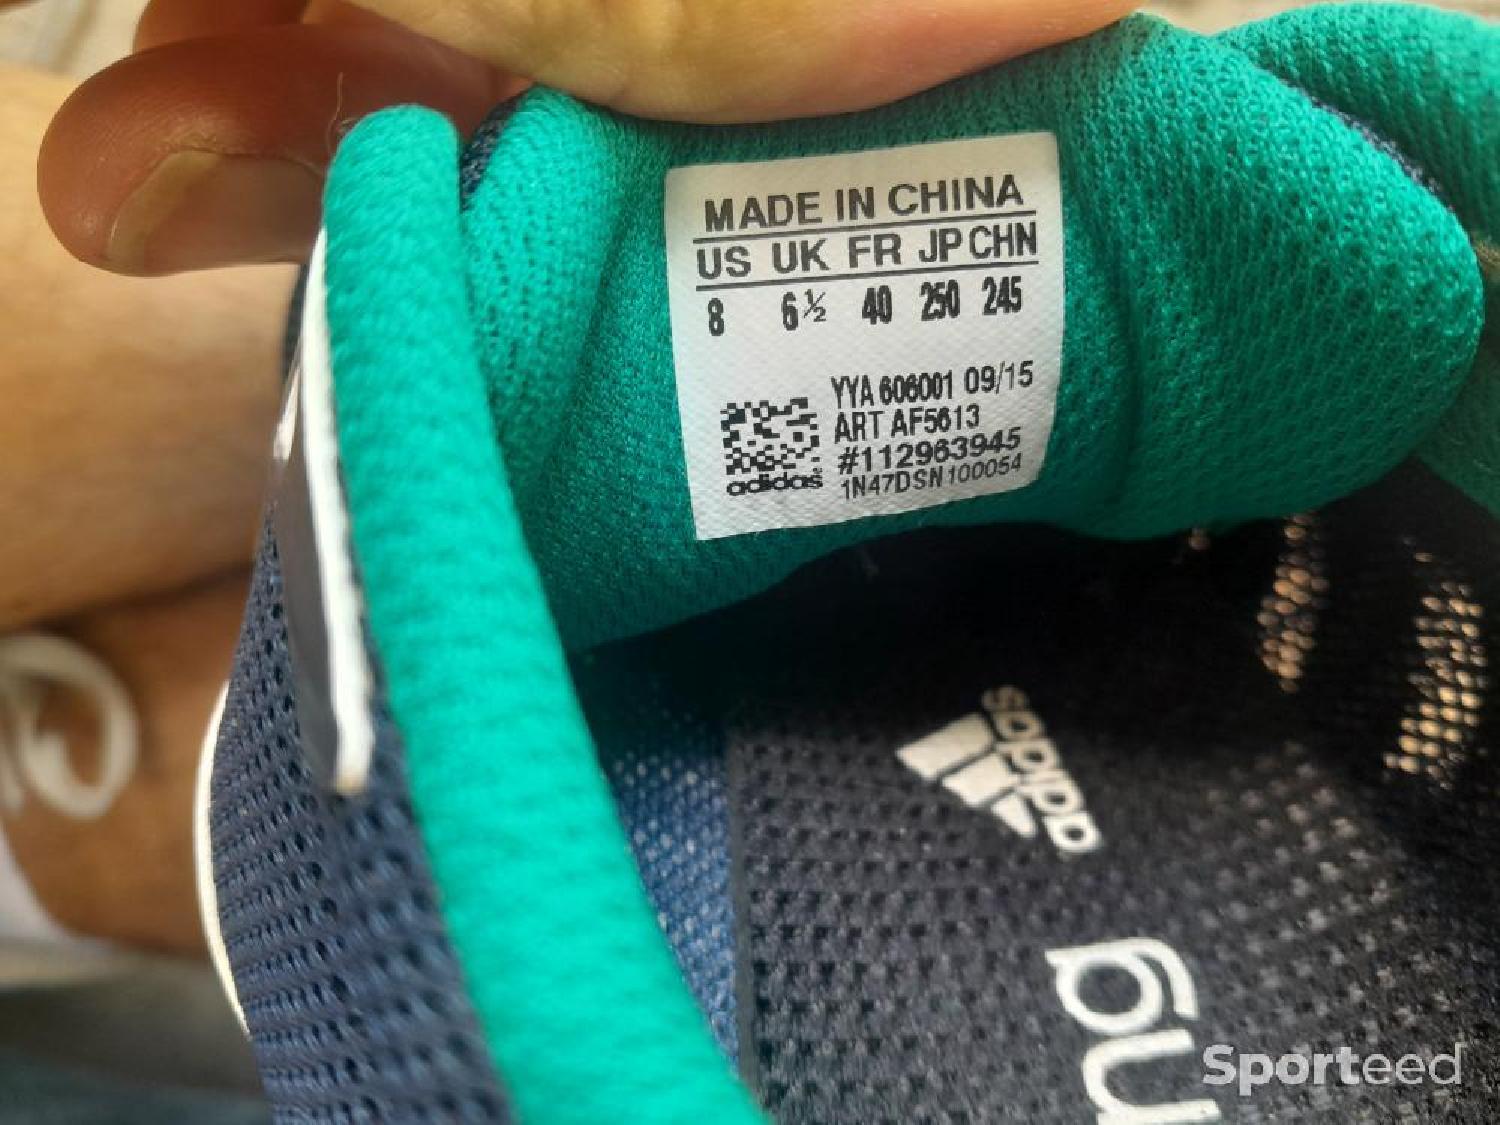 MADE IN CHINA
US UK FR JP CHN
8 6½ 40 250 245
YYA 606001 09/15
ART AF5613
#112963945
1N47DSN100054
adidas
adidas
ng
Sporteed